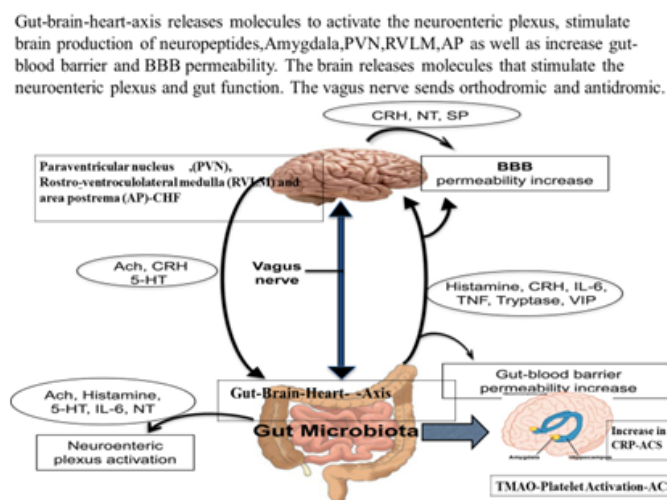 Gut-brain-heart-axis releases molecules to activate the neuroenteric plexus, stimulate
brain production of neuropeptides,Amygdala,PVN,RVLM,AP as well as increase gut-
blood barrier and BBB permeability. The brain releases molecules that stimulate the
neuroenteric plexus and gut function. The vagus nerve sends orthodromic and antidromic.
CRH, NT, SP
Paraventricular nucleus ,(PVN),
Rostro-ventroculolateral medulla (RVLM) and
area postrema (AP)-CHF
BBB
permeability increase
Ach, CRH
5-HT
Vagus
nerve
Histamine, CRH, IL-6,
TNF, Tryptase, VIP
Gut-blood barrier
permeability increase
Ach, Histamine,
5-HT, IL-6, NT
Gut-Brain-Heart- -Axis
Gut Microbiota
Neuroenteric
plexus activation
Increase in
CRP-ACS
Amygdala
Hippocampus
TMAO-Platelet Activation-AC